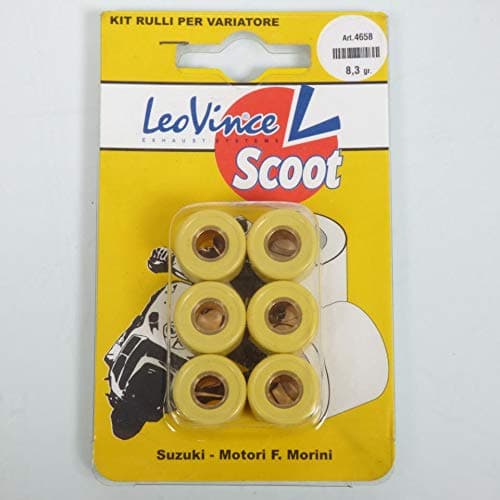 KIT RULLI PER VARIATORE
Art.4658
8,3 gr.
LeoVince L
EXHAUST SYSTEMS
Scoot
Suzuki - Motori F. Morini